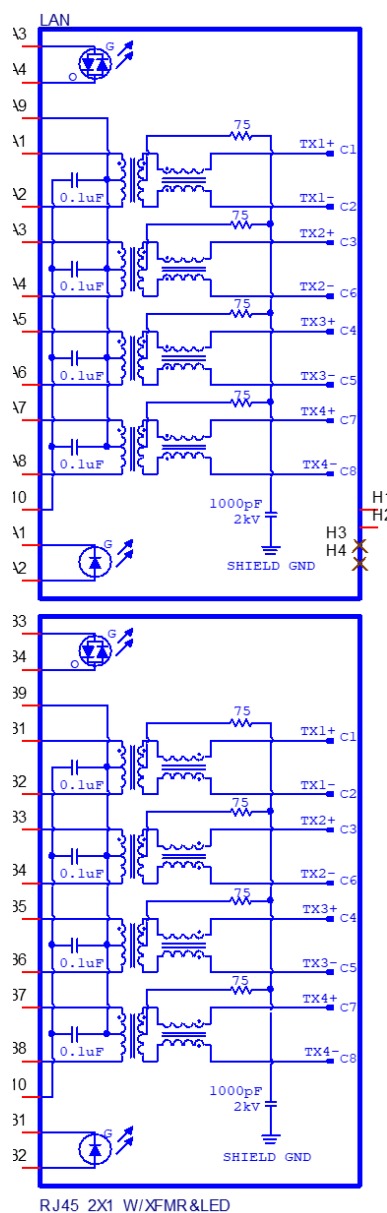 LAN
A3
G
A4
O
A9
75
A1
TX1+ C1
0.1uF
A2
TX1- C2
75
A3
TX2+ C3
0.1uF
A4
TX2- C6
75
A5
TX3+ C4
0.1uF
A6
TX3- C5
75
A7
TX4+ C7
0.1uF
A8
TX4- C8
10
1000pF
2kV
H1
H2
A1
H3
G
H4
A2
SHIELD GND
B3
G
B4
O
B9
75
B1
TX1+ C1
0.1uF
B2
TX1- C2
75
B3
TX2+ C3
0.1uF
B4
TX2- C6
75
B5
TX3+ C4
0.1uF
B6
TX3- C5
75
B7
TX4+ C7
0.1uF
B8
TX4- C8
10
1000pF
2kV
B1
G
B2
SHIELD GND
RJ45 2X1 W/XFMR&LED